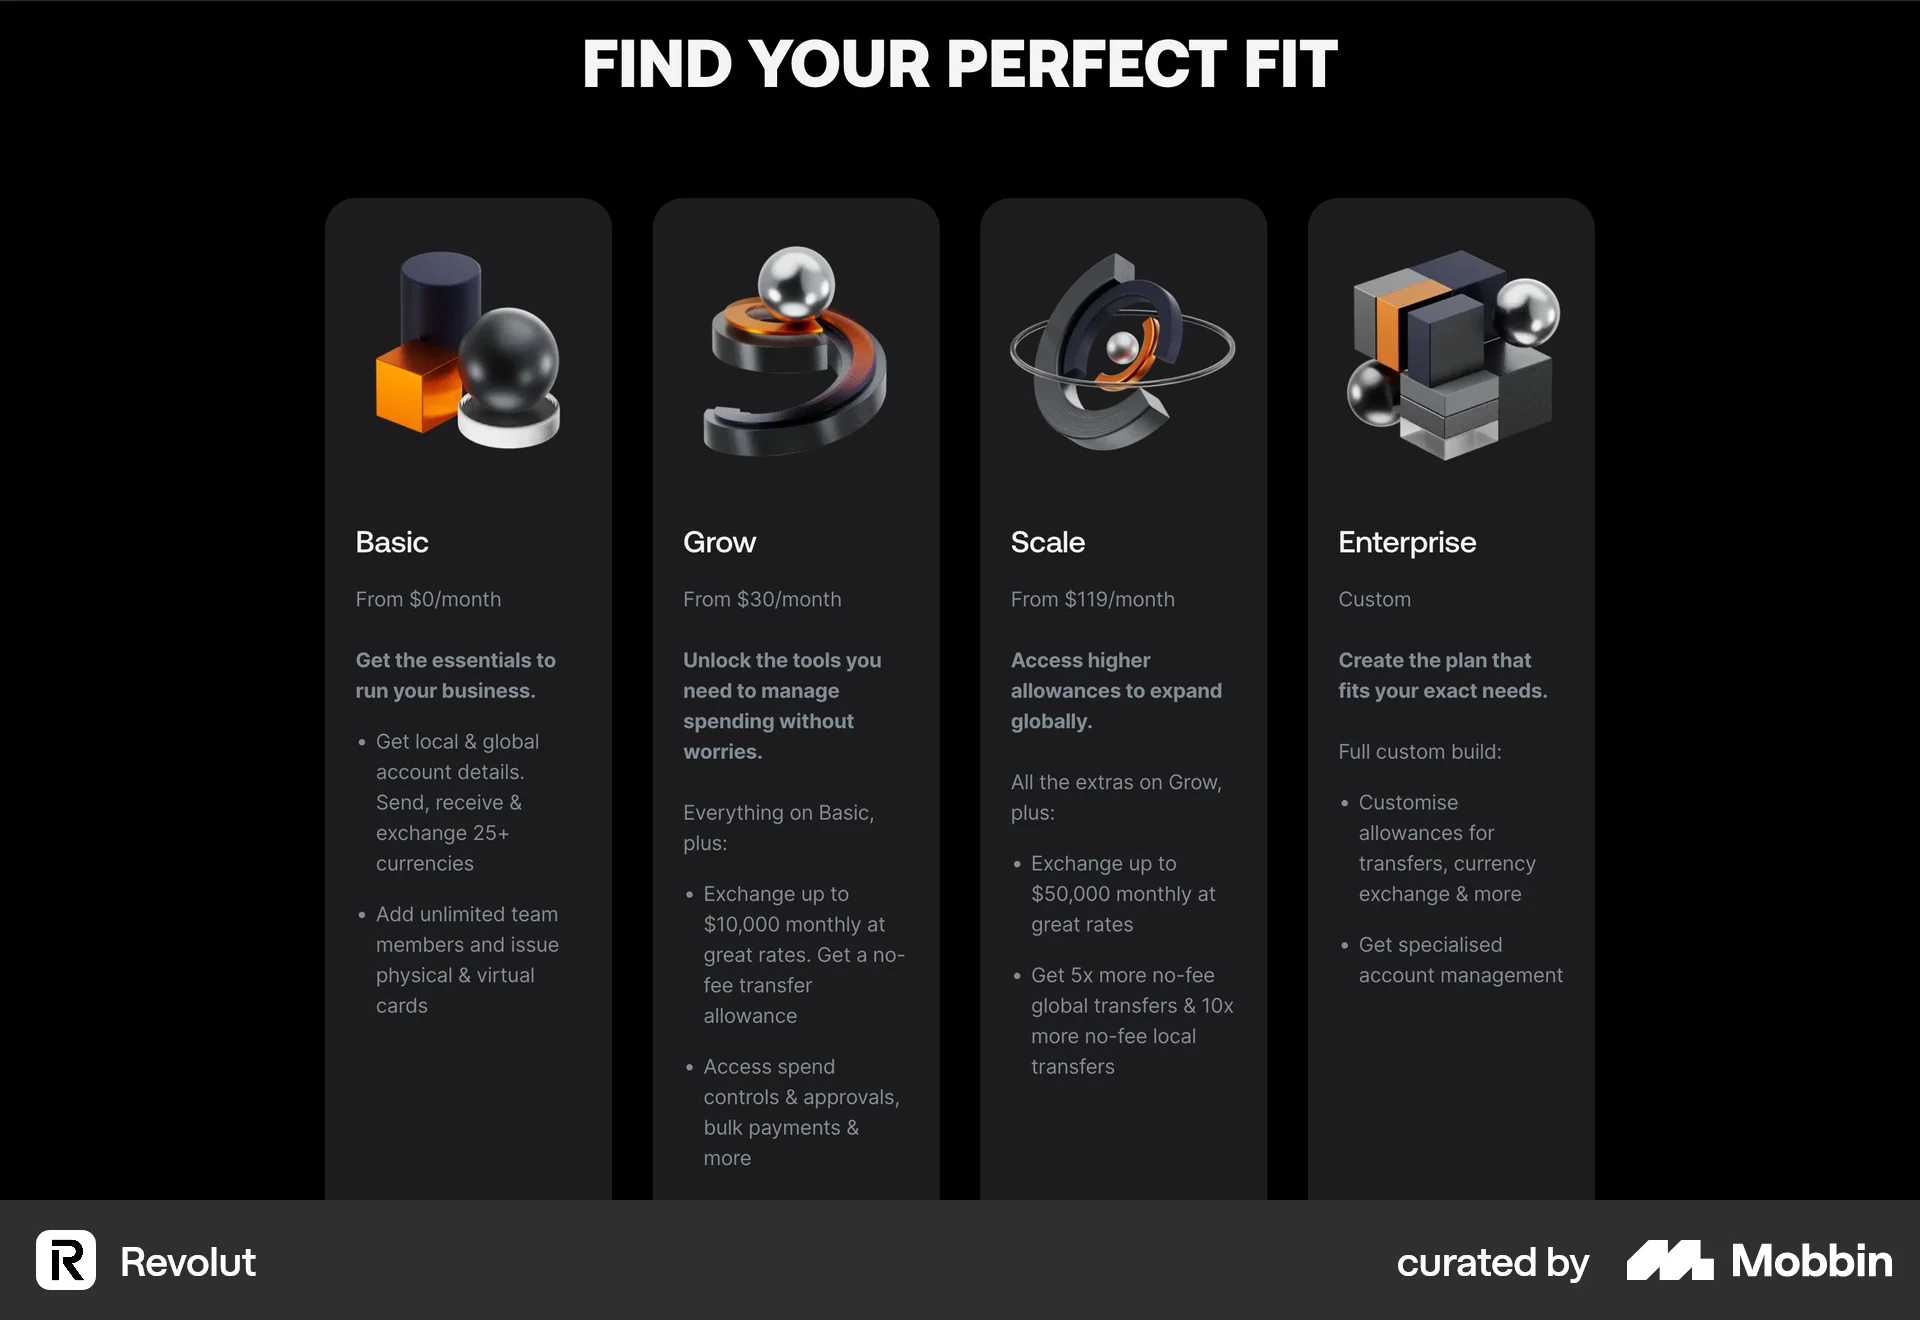 FIND YOUR PERFECT FIT
Basic
From $0/month
Get the essentials to
run your business.
• Get local & global
account details.
Send, receive &
exchange 25+
currencies
• Add unlimited team
members and issue
physical & virtual
cards
Grow
From $30/month
Unlock the tools you
need to manage
spending without
worries.
Everything on Basic,
plus:
• Exchange up to
$10,000 monthly at
great rates. Get a no-
fee transfer
allowance
• Access spend
controls & approvals,
bulk payments &
more
Scale
From $119/month
Access higher
allowances to expand
globally.
All the extras on Grow,
plus:
• Exchange up to
$50,000 monthly at
great rates
• Get 5x more no-fee
global transfers & 10x
more no-fee local
transfers
Enterprise
Custom
Create the plan that
fits your exact needs.
Full custom build:
• Customise
allowances for
transfers, currency
exchange & more
• Get specialised
account management
R Revolut
curated by Mobbin